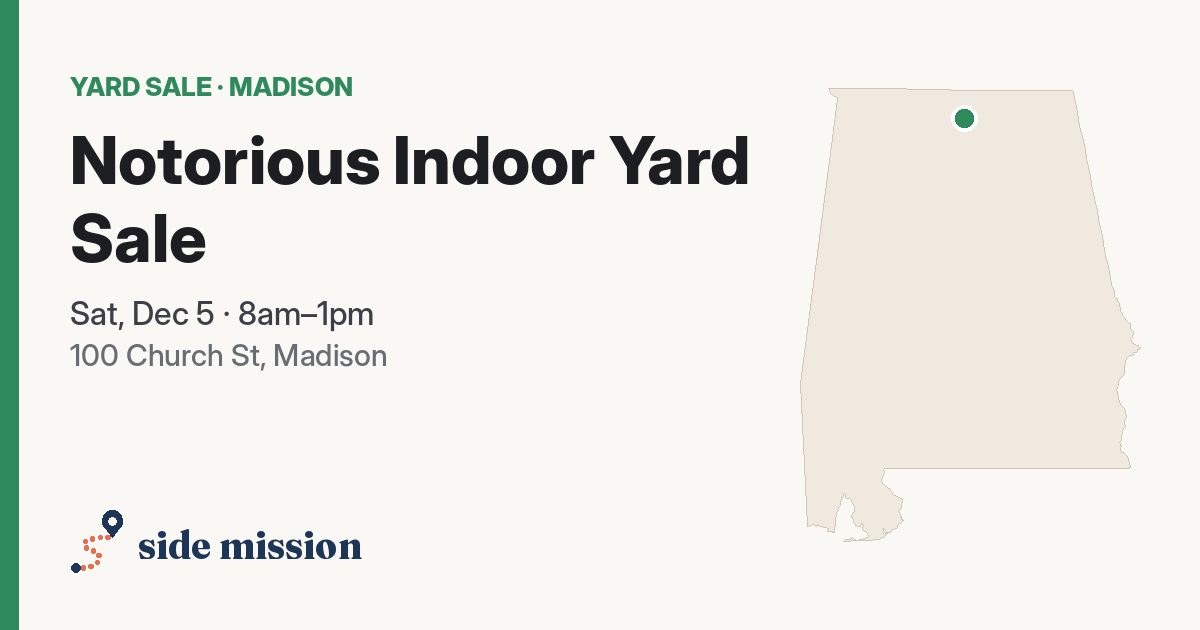 YARD SALE · MADISON
Notorious Indoor Yard
Sale
Sat, Dec 5 · 8am–1pm
100 Church St, Madison
side mission